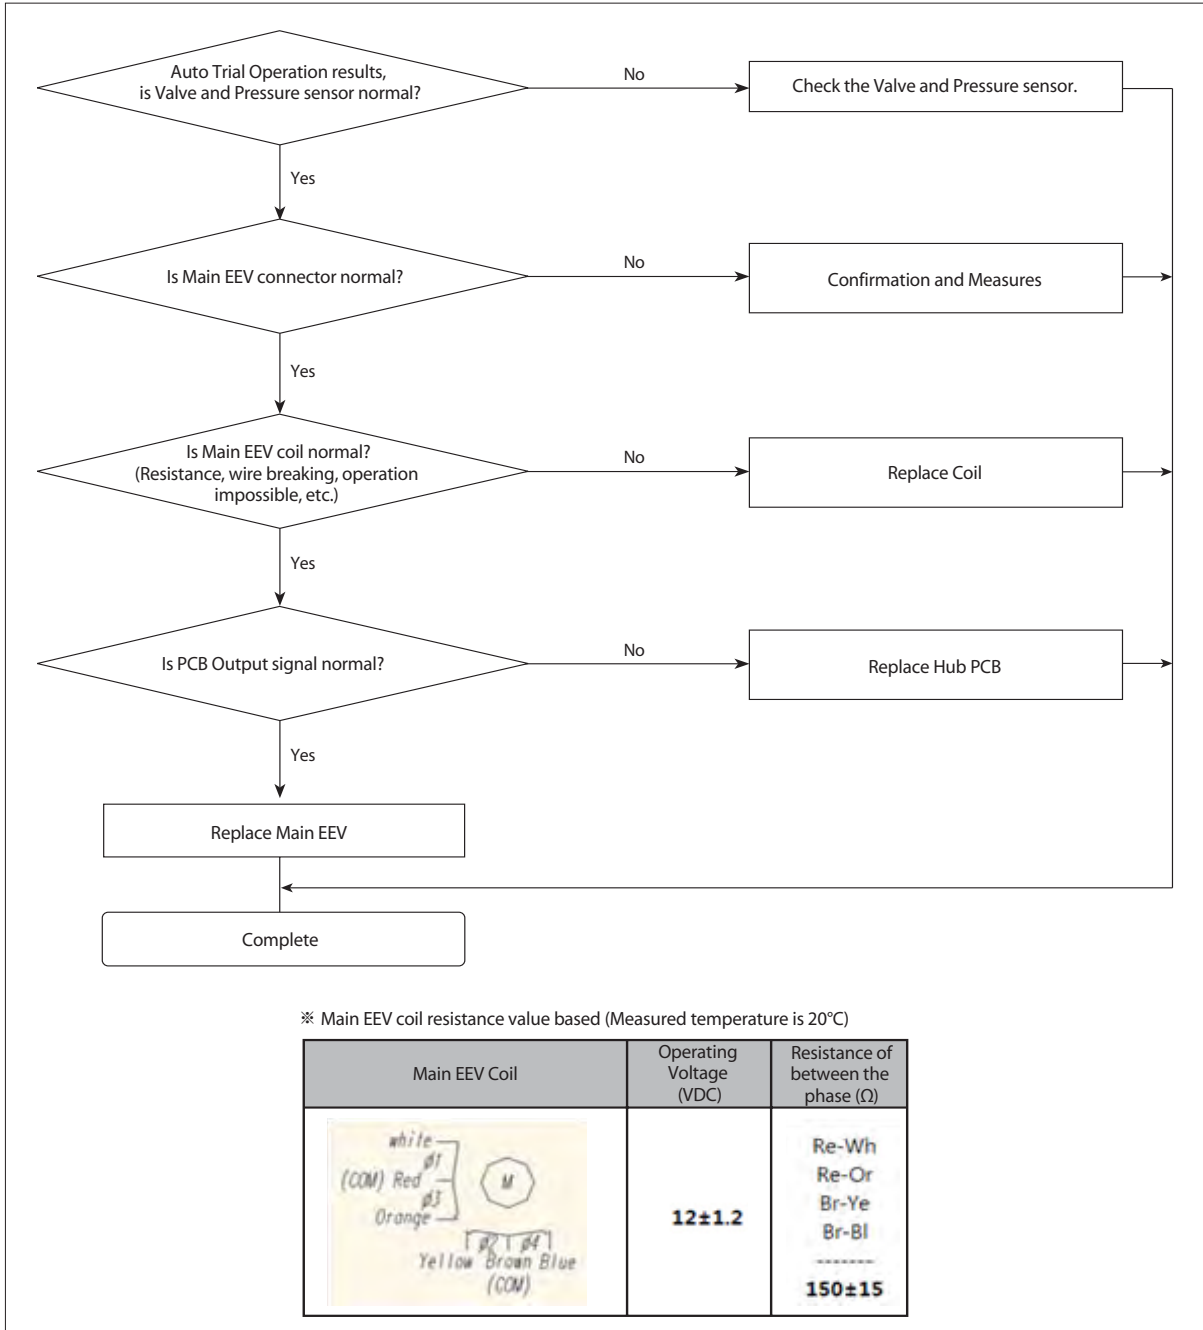 Auto Trial Operation results,
is Valve and Pressure sensor normal?
No
Check the Valve and Pressure sensor.
Yes
Is Main EEV connector normal?
No
Confirmation and Measures
Yes
Is Main EEV coil normal?
(Resistance, wire breaking, operation
impossible, etc.)
No
Replace Coil
Yes
Is PCB Output signal normal?
No
Replace Hub PCB
Yes
Replace Main EEV
Complete
※ Main EEV coil resistance value based (Measured temperature is 20°C)
Main EEV Coil
Operating
Voltage
(VDC)
Resistance of
between the
phase (Ω)
white
ø1
(COM) Red
ø3
Orange
M
ø2 ø4
Yellow Brown Blue
(COM)
12±1.2
Re-Wh
Re-Or
Br-Ye
Br-Bl
-------
150±15